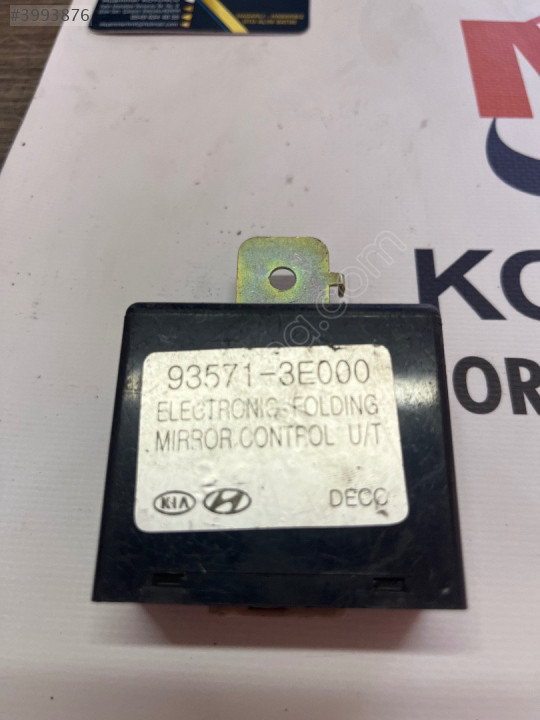 #3993876
93571-3E000
ELECTRONIC-FOLDING
MIRROR CONTROL U/T
KIA
DECO
KO
OR